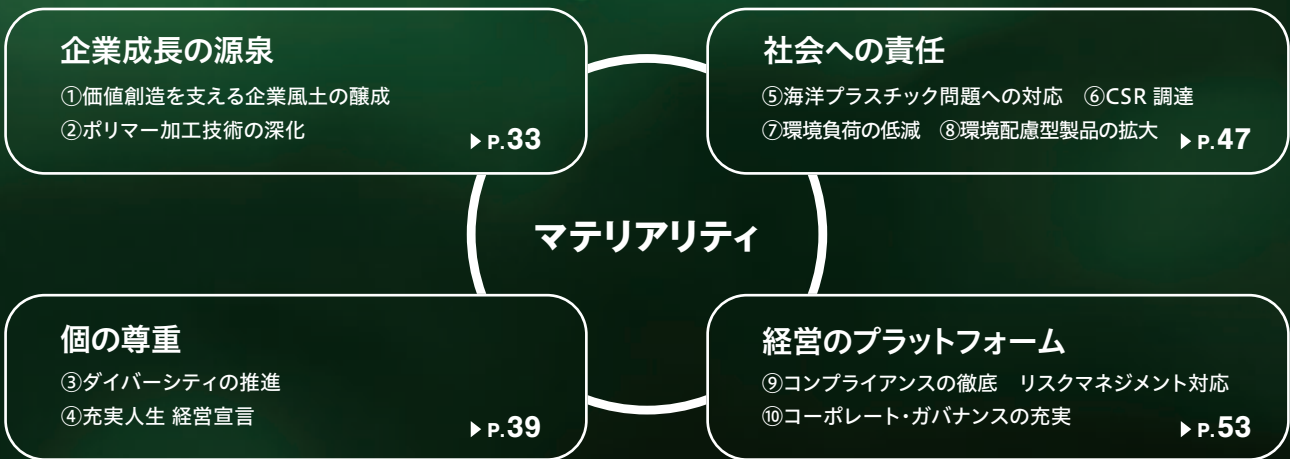 企業成長の源泉
①価値創造を支える企業風土の醸成
②ポリマー加工技術の深化
▶P.33
社会への責任
⑤海洋プラスチック問題への対応　⑥CSR 調達
⑦環境負荷の低減　⑧環境配慮型製品の拡大
▶P.47
マテリアリティ
個の尊重
③ダイバーシティの推進
④充実人生 経営宣言
▶P.39
経営のプラットフォーム
⑨コンプライアンスの徹底　リスクマネジメント対応
⑩コーポレート・ガバナンスの充実
▶P.53